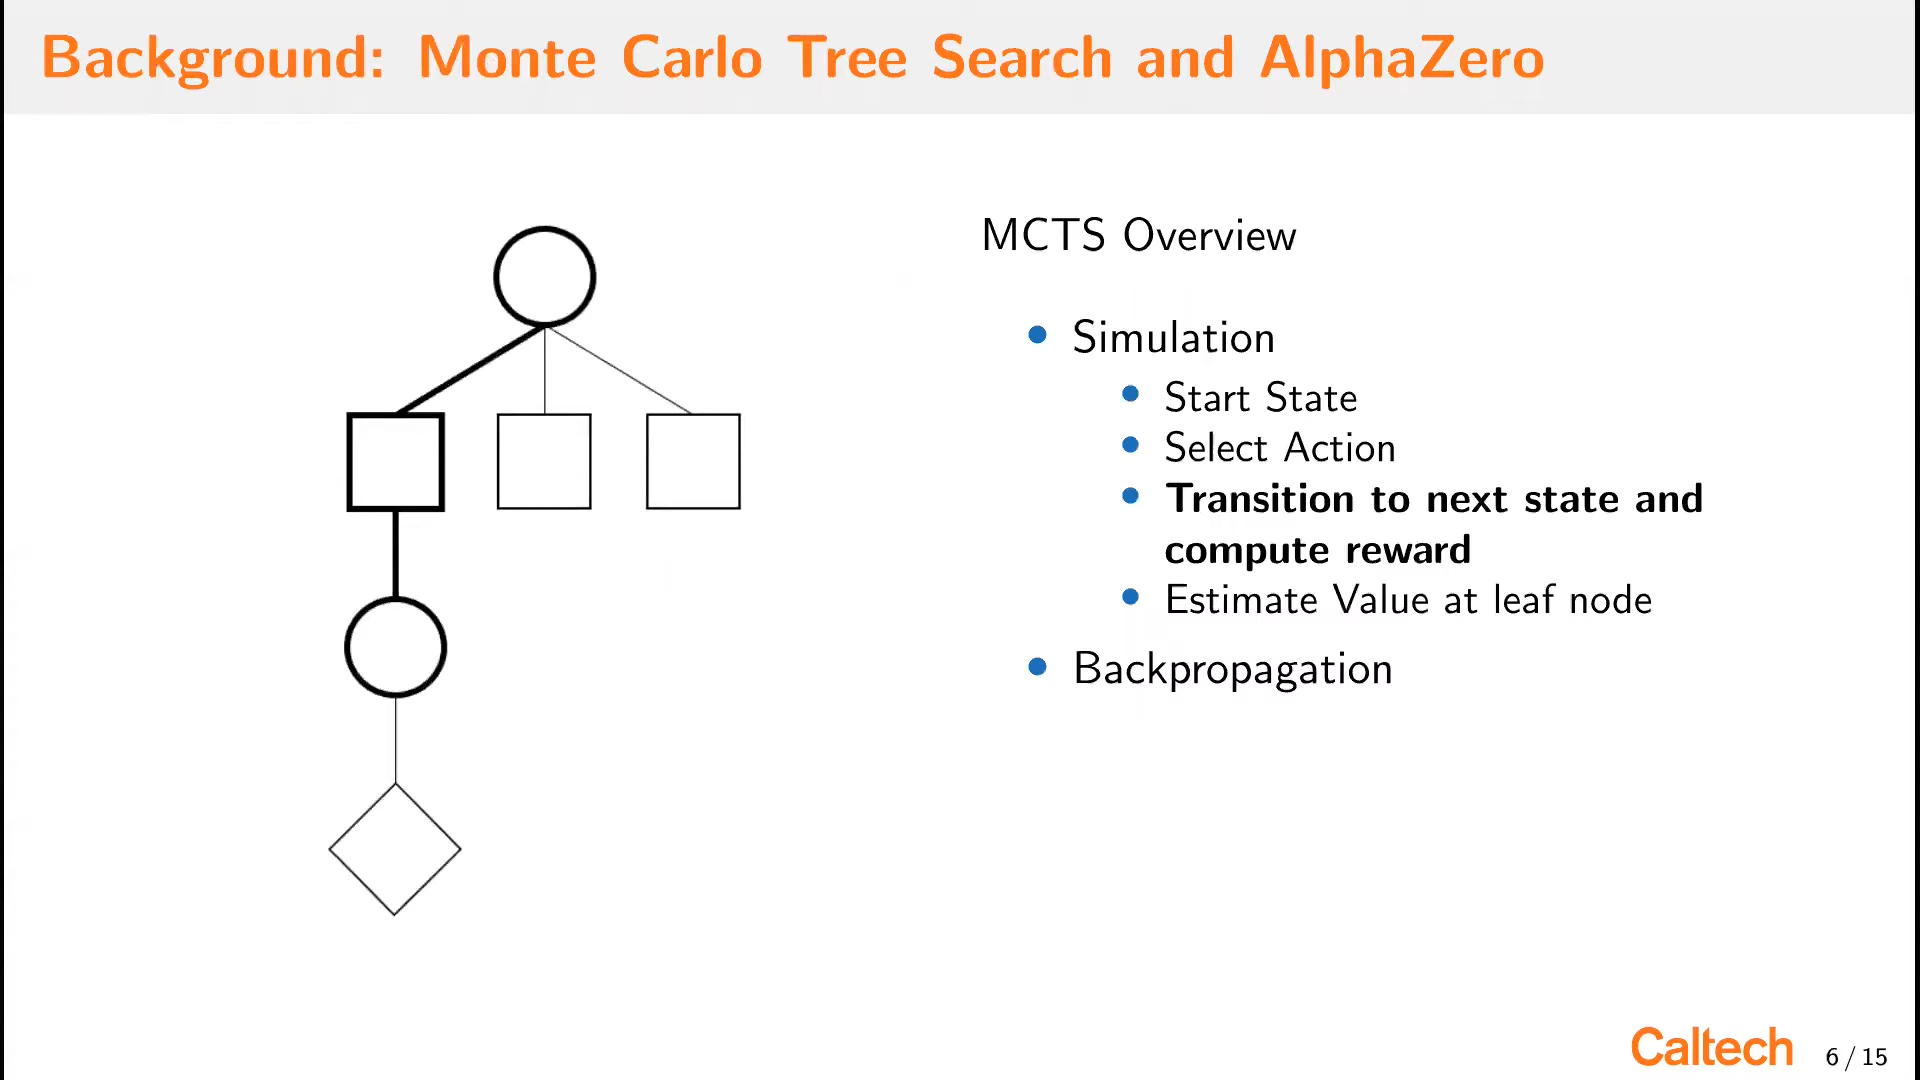 Background: Monte Carlo Tree Search and AlphaZero
MCTS Overview
Simulation
Start State
Select Action
Transition to next state and
compute reward
Estimate Value at leaf node
Backpropagation
Caltech
6 / 15